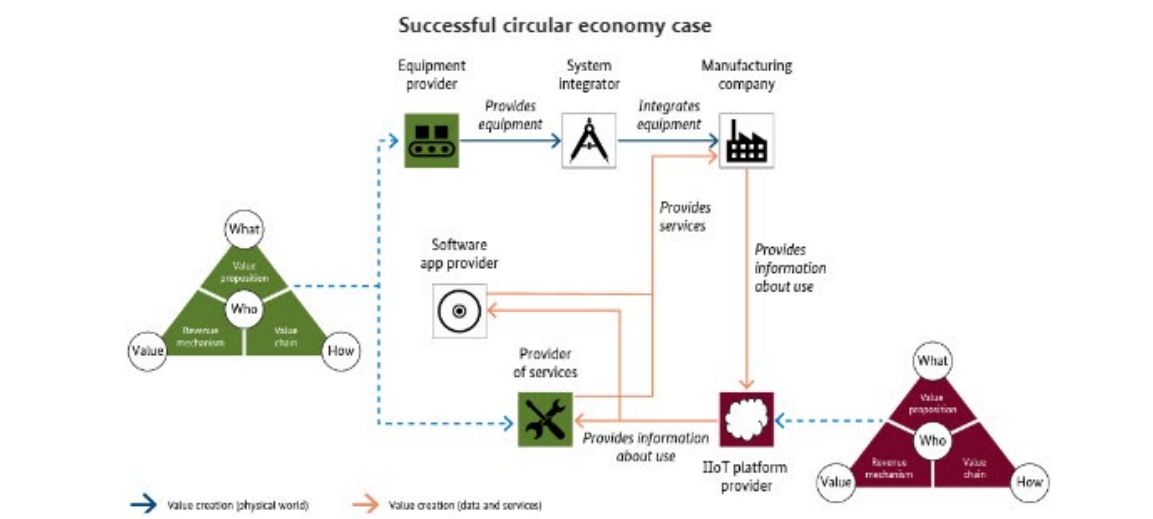 Successful circular economy case
Equipment
provider
System
integrator
Manufacturing
company
Provides
equipment
Integrates
equipment
Provides
services
Software
app provider
Provides
information
about use
What
Value
proposition
Who
Revenue
mechanism
Value
chain
Value
How
Provider
of services
Provides information
about use
IIoT platform
provider
What
Value
proposition
Who
Revenue
mechanism
Value
chain
Value
How
Value creation (physical world)
Value creation (data and services)